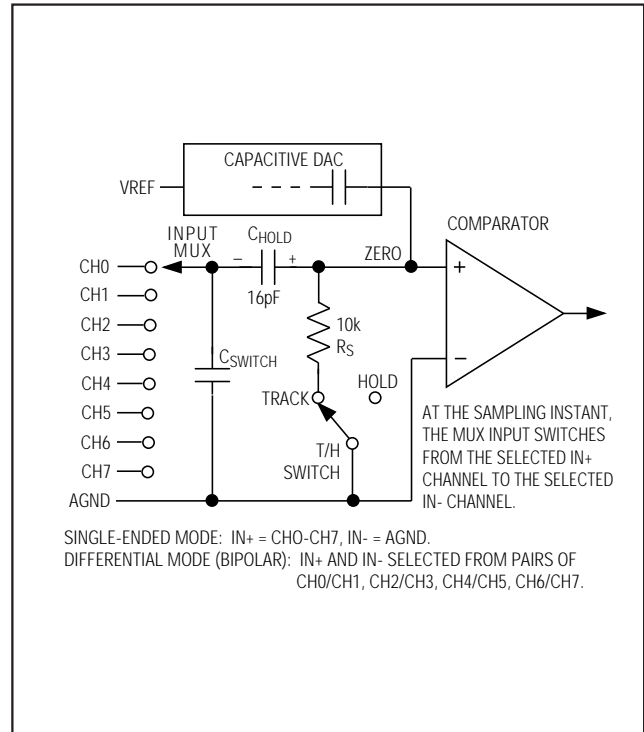 CAPACITIVE DAC
VREF
COMPARATOR
INPUT
MUX
CHOLD
ZERO
− +
+
CH0
16pF
CH1
10k
RS
CH2
CH3
CSWITCH
−
HOLD
CH4
TRACK
CH5
T/H
SWITCH
CH6
CH7
AGND
AT THE SAMPLING INSTANT,
THE MUX INPUT SWITCHES
FROM THE SELECTED IN+
CHANNEL TO THE SELECTED
IN- CHANNEL.
SINGLE-ENDED MODE: IN+ = CHO-CH7, IN- = AGND.
DIFFERENTIAL MODE (BIPOLAR): IN+ AND IN- SELECTED FROM PAIRS OF
CH0/CH1, CH2/CH3, CH4/CH5, CH6/CH7.